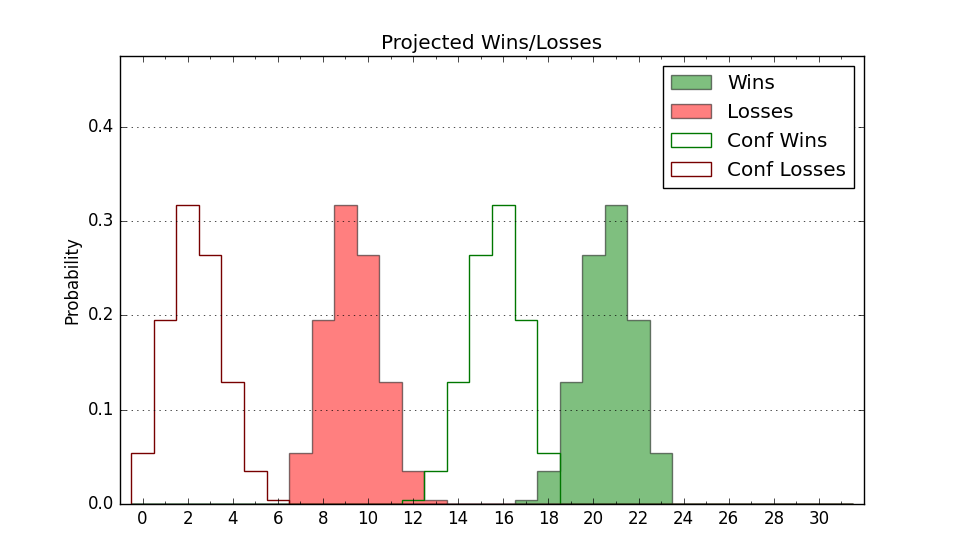 Projected Wins/Losses
Wins
Losses
Conf Wins
Conf Losses
Probability
0.4
0.3
0.2
0.1
0.0
0 2 4 6 8 10 12 14 16 18 20 22 24 26 28 30